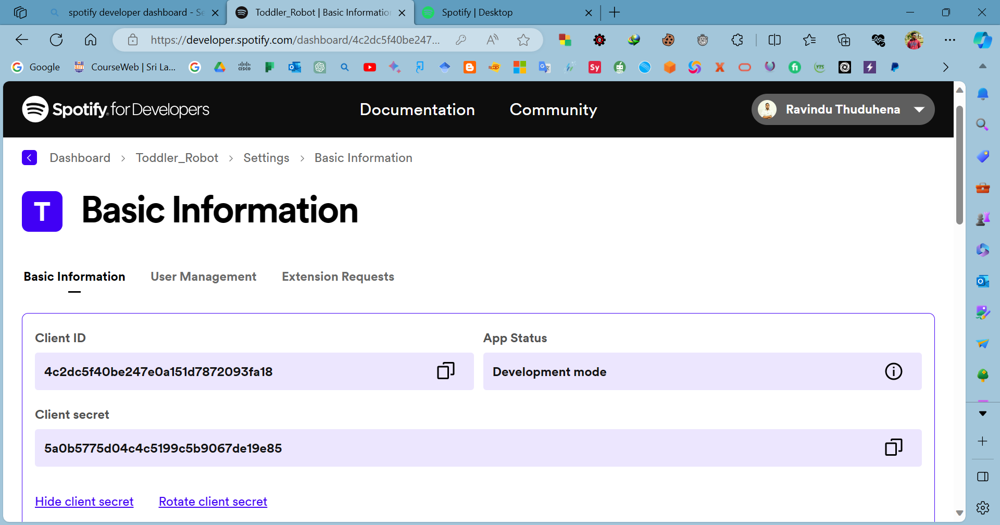 spotify developer dashboard - Se
Toddler_Robot | Basic Information
Spotify | Desktop
https://developer.spotify.com/dashboard/4c2dc5f40be247...
Google
CourseWeb | Sri La...
Spotify for Developers
Documentation
Community
Ravindu Thuduhena
Dashboard > Toddler_Robot > Settings > Basic Information
T
Basic Information
Basic Information
User Management
Extension Requests
Client ID
App Status
4c2dc5f40be247e0a151d7872093fa18
Development mode
Client secret
5a0b5775d04c4c5199c5b9067de19e85
Hide client secret
Rotate client secret